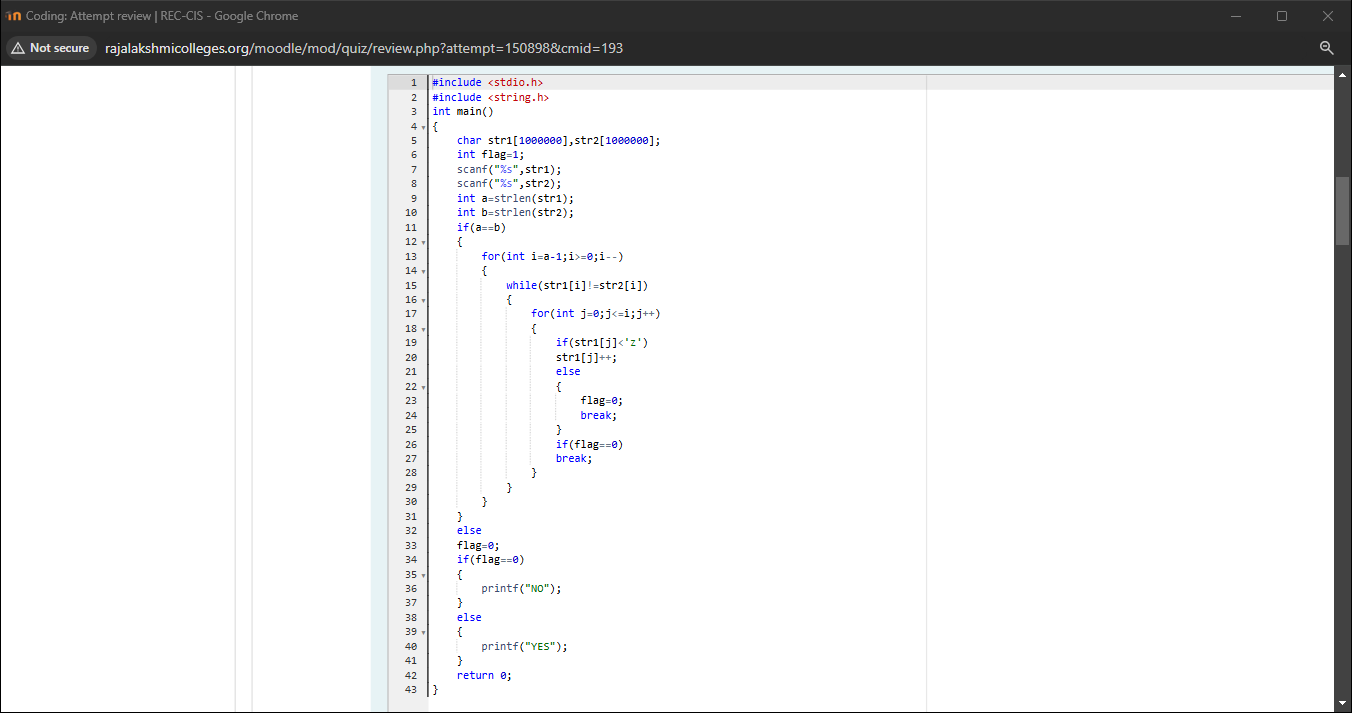 Coding: Attempt review | REC-CIS - Google Chrome
Not secure rajalakshmicolleges.org/moodle/mod/quiz/review.php?attempt=150898&cmid=193
1 #include <stdio.h>
2 #include <string.h>
3 int main()
4 {
5     char str1[1000000],str2[1000000];
6     int flag=1;
7     scanf("%s",str1);
8     scanf("%s",str2);
9     int a=strlen(str1);
10     int b=strlen(str2);
11     if(a==b)
12     {
13         for(int i=a-1;i>=0;i--)
14         {
15             while(str1[i]!=str2[i])
16             {
17                 for(int j=0;j<=i;j++)
18                 {
19                     if(str1[j]<'z')
20                     str1[j]++;
21                     else
22                     {
23                         flag=0;
24                         break;
25                     }
26                     if(flag==0)
27                     break;
28                 }
29             }
30         }
31     }
32     else
33     flag=0;
34     if(flag==0)
35     {
36         printf("NO");
37     }
38     else
39     {
40         printf("YES");
41     }
42     return 0;
43 }